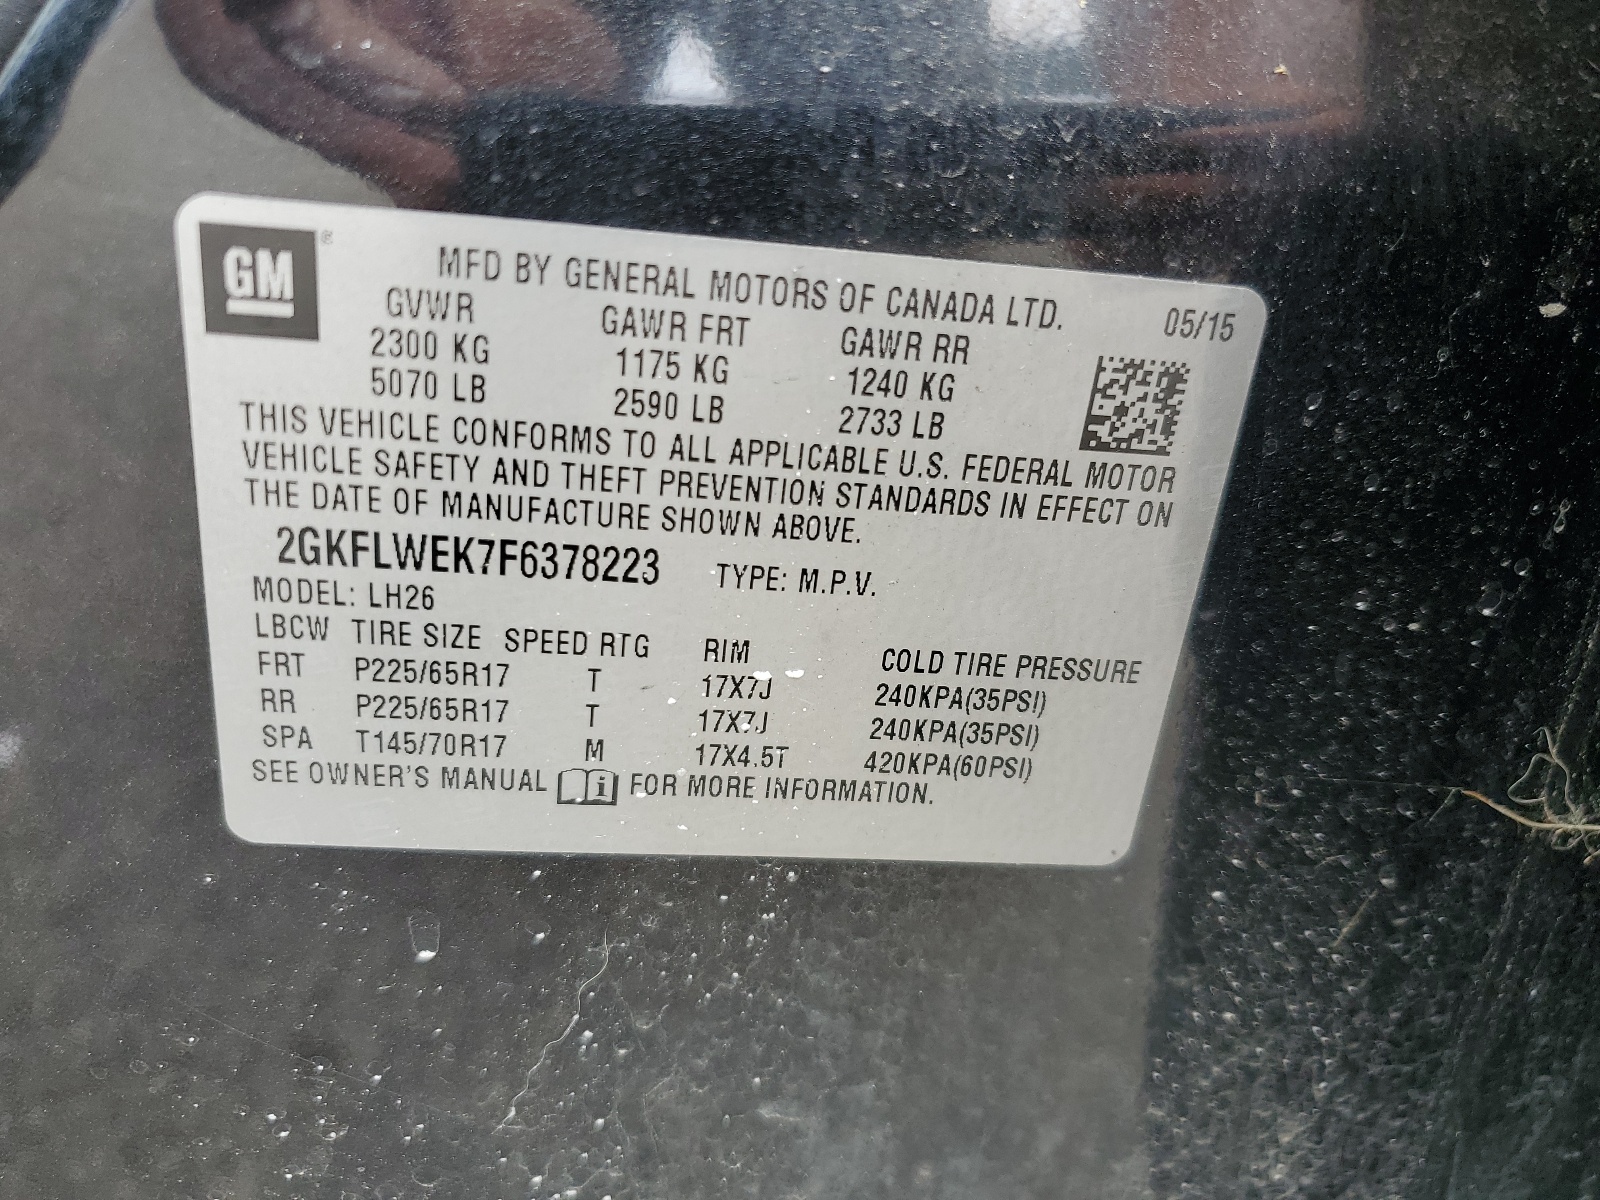 GM
MFD BY GENERAL MOTORS OF CANADA LTD. 05/15
GVWR GAWR FRT GAWR RR
2300 KG 1175 KG 1240 KG
5070 LB 2590 LB 2733 LB
THIS VEHICLE CONFORMS TO ALL APPLICABLE U.S. FEDERAL MOTOR
VEHICLE SAFETY AND THEFT PREVENTION STANDARDS IN EFFECT ON
THE DATE OF MANUFACTURE SHOWN ABOVE.
2GKFLWEK7F6378223 TYPE: M.P.V.
MODEL: LH26
LBCW TIRE SIZE SPEED RTG RIM COLD TIRE PRESSURE
FRT P225/65R17 T 17X7J 240KPA(35PSI)
RR P225/65R17 T 17X7J 240KPA(35PSI)
SPA T145/70R17 M 17X4.5T 420KPA(60PSI)
SEE OWNER'S MANUAL i FOR MORE INFORMATION.